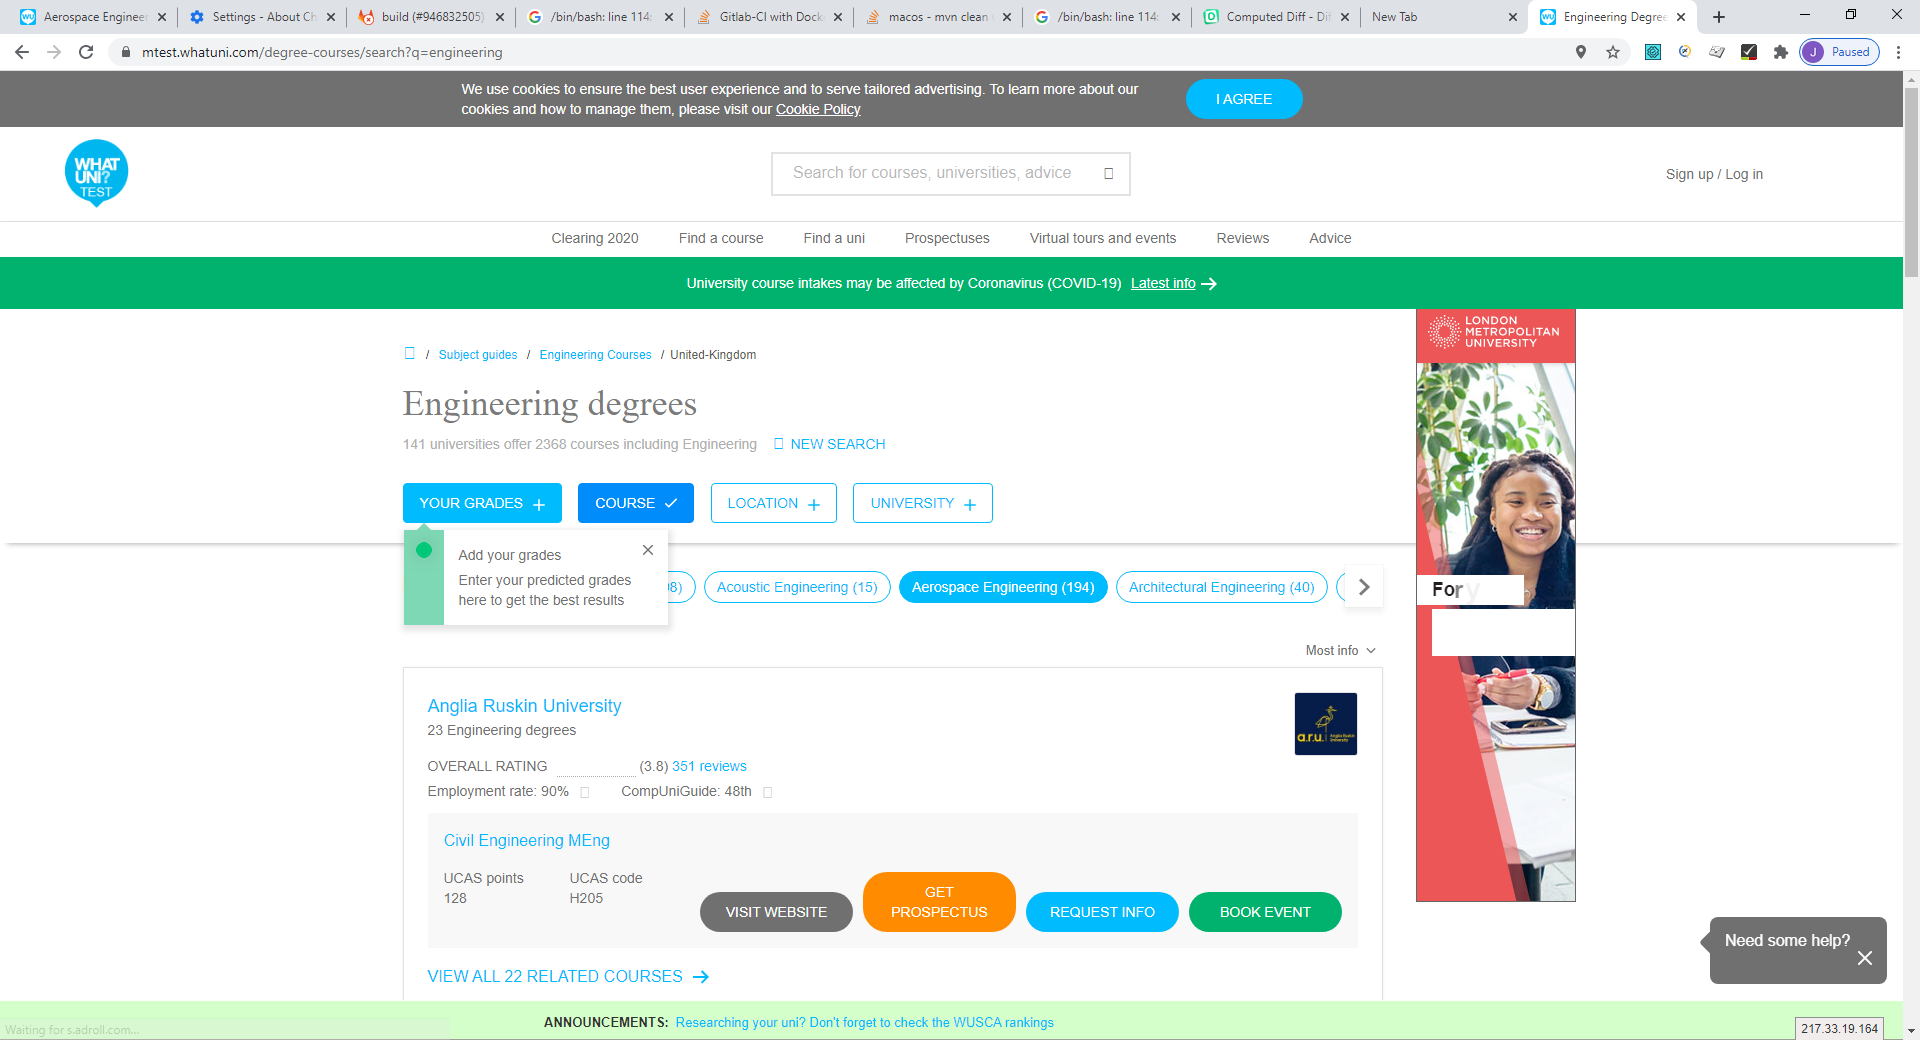 Aerospace Engineer
Settings - About Ch
build (#946832505)
/bin/bash: line 114:
Gitlab-CI with Dock
macos - mvn clean
/bin/bash: line 114:
Computed Diff - Dif
New Tab
Engineering Degree
mtest.whatuni.com/degree-courses/search?q=engineering
J Paused
We use cookies to ensure the best user experience and to serve tailored advertising. To learn more about our
cookies and how to manage them, please visit our Cookie Policy
I AGREE
WHAT
UNI?
TEST
Search for courses, universities, advice
Sign up / Log in
Clearing 2020 Find a course Find a uni Prospectuses Virtual tours and events Reviews Advice
University course intakes may be affected by Coronavirus (COVID-19) Latest info
LONDON
METROPOLITAN
UNIVERSITY
/ Subject guides / Engineering Courses / United-Kingdom
Engineering degrees
141 universities offer 2368 courses including Engineering NEW SEARCH
YOUR GRADES + COURSE LOCATION + UNIVERSITY +
Add your grades
Enter your predicted grades
here to get the best results
8) Acoustic Engineering (15) Aerospace Engineering (194) Architectural Engineering (40)
For y
Most info
Anglia Ruskin University
23 Engineering degrees
a.r.u. Anglia Ruskin
University
OVERALL RATING (3.8) 351 reviews
Employment rate: 90% CompUniGuide: 48th
Civil Engineering MEng
UCAS points UCAS code
128 H205
VISIT WEBSITE
GET
PROSPECTUS
REQUEST INFO
BOOK EVENT
Need some help?
VIEW ALL 22 RELATED COURSES
ANNOUNCEMENTS: Researching your uni? Don't forget to check the WUSCA rankings
Waiting for s.adroll.com...
217.33.19.164